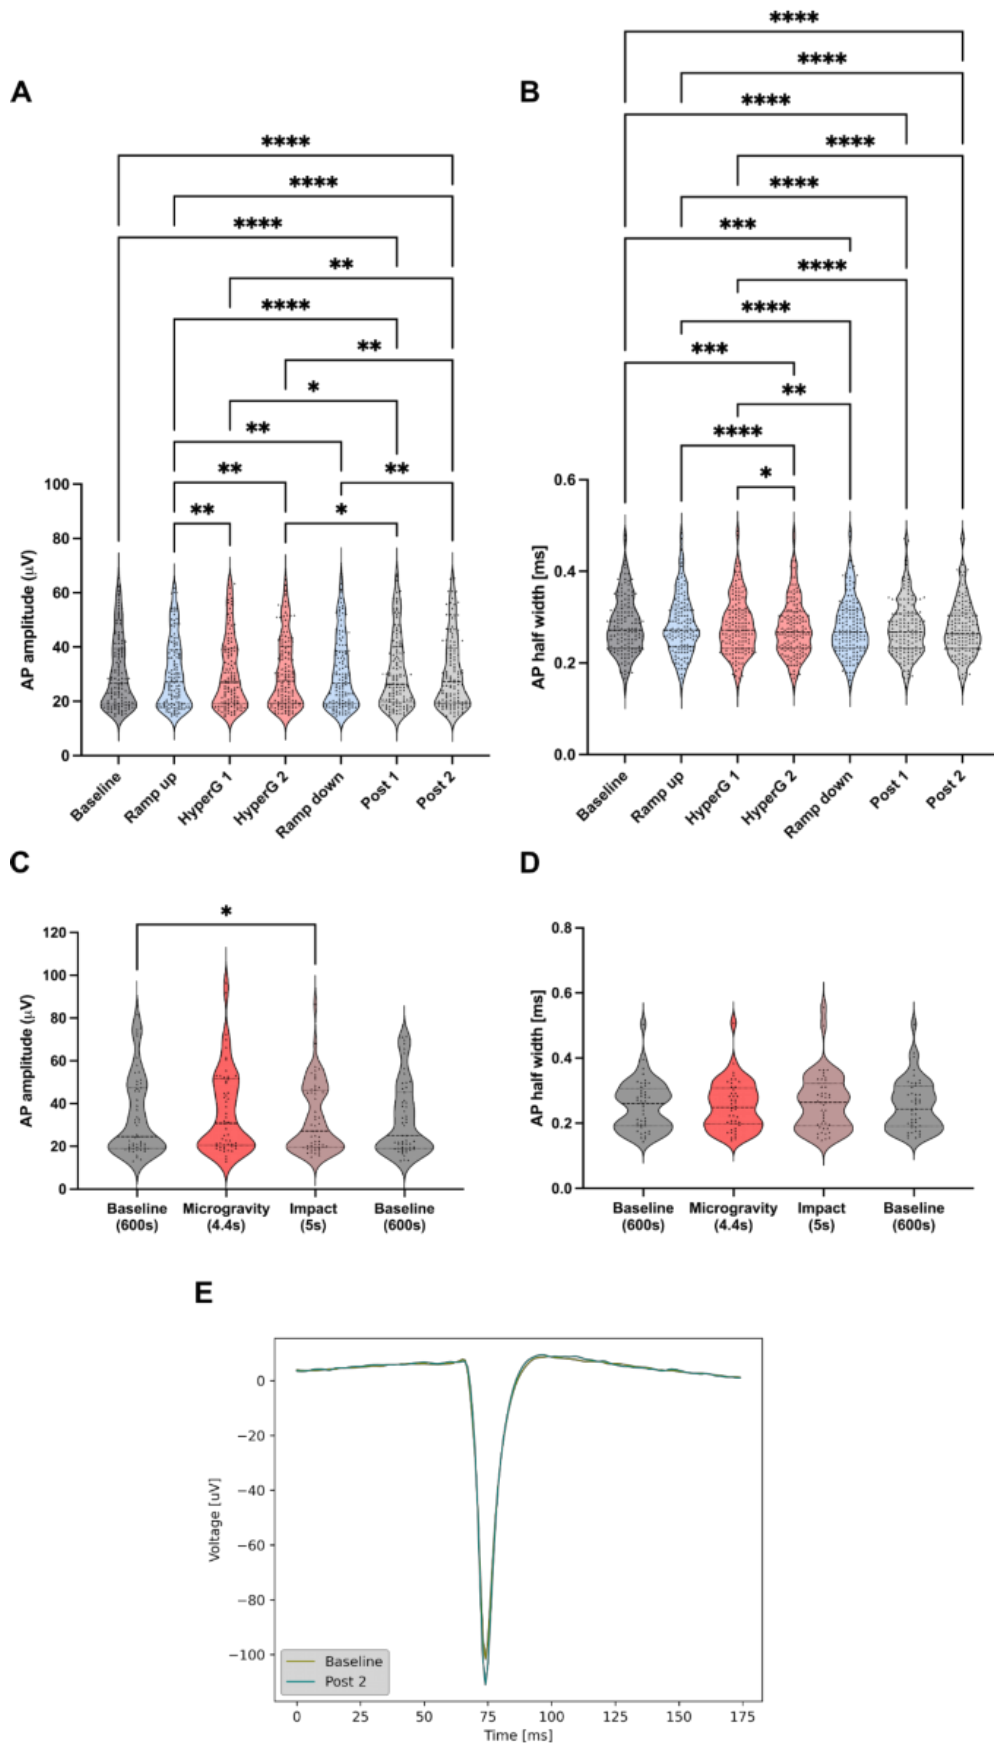 A
****
****
****
**
****
**
*
**
**
**
**
*
AP amplitude (µV)
100
80
60
40
20
0
Baseline
Ramp up
HyperG 1
HyperG 2
Ramp down
Post 1
Post 2
B
****
****
****
****
****
***
****
****
***
**
****
*
AP half width [ms]
0.6
0.4
0.2
0.0
Baseline
Ramp up
HyperG 1
HyperG 2
Ramp down
Post 1
Post 2
C
*
AP amplitude (µV)
120
100
80
60
40
20
0
Baseline Microgravity Impact Baseline
(600s) (4.4s) (5s) (600s)
D
AP half width [ms]
0.8
0.6
0.4
0.2
0.0
Baseline Microgravity Impact Baseline
(600s) (4.4s) (5s) (600s)
E
Voltage [uV]
0
−20
−40
−60
−80
−100
Baseline
Post 2
0 25 50 75 100 125 150 175
Time [ms]